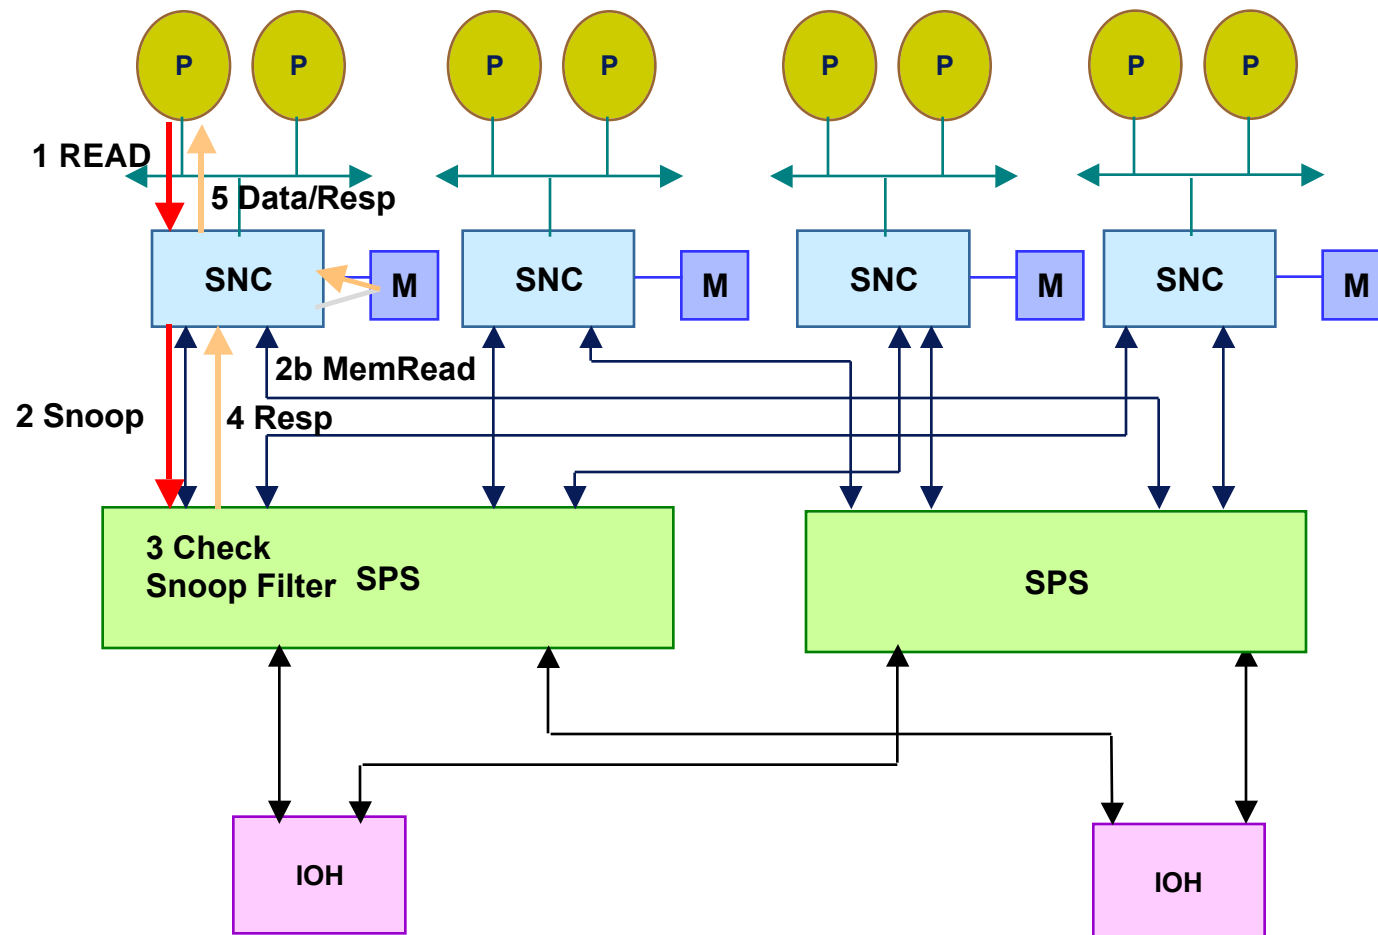 P P P P P P P P
1 READ
5 Data/Resp
SNC M SNC M SNC M SNC M
2b MemRead
2 Snoop
4 Resp
3 Check
Snoop Filter SPS
SPS
IOH
IOH